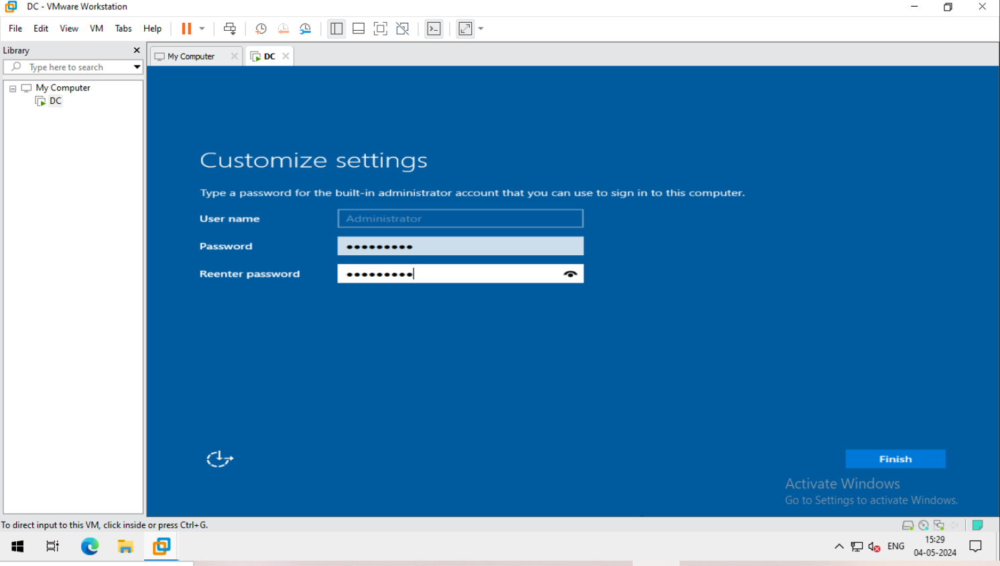 DC - VMware Workstation
File Edit View VM Tabs Help
Library
My Computer
DC
Type here to search
My Computer
DC
Customize settings
Type a password for the built-in administrator account that you can use to sign in to this computer.
User name
Administrator
Password
●●●●●●●●●
Reenter password
●●●●●●●●●
Finish
Activate Windows
Go to Settings to activate Windows.
To direct input to this VM, click inside or press Ctrl+G.
ENG
15:29
04-05-2024